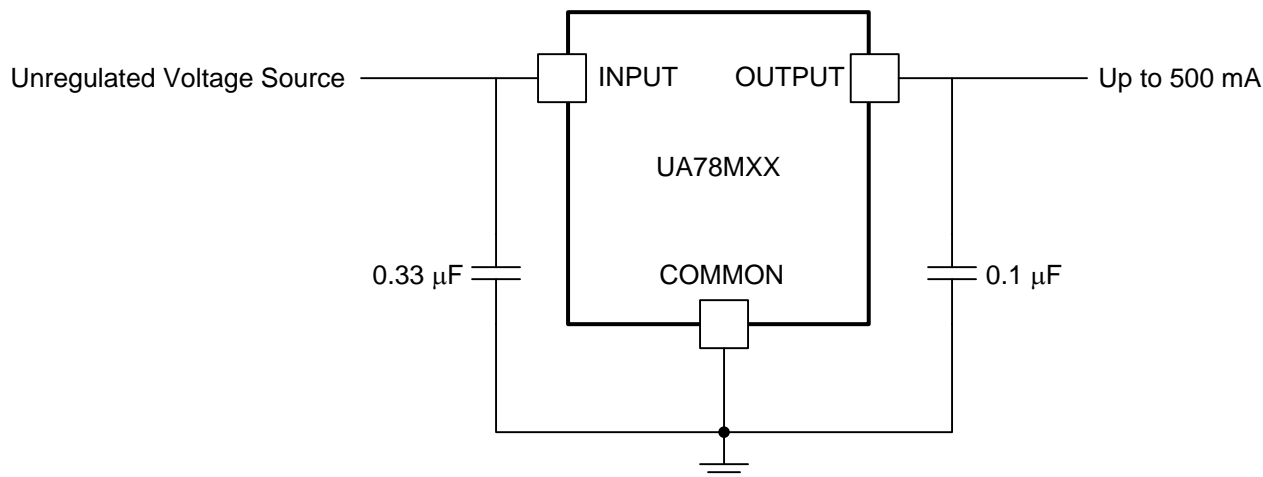 Unregulated Voltage Source
INPUT
OUTPUT
Up to 500 mA
UA78MXX
0.33 μF
COMMON
0.1 μF